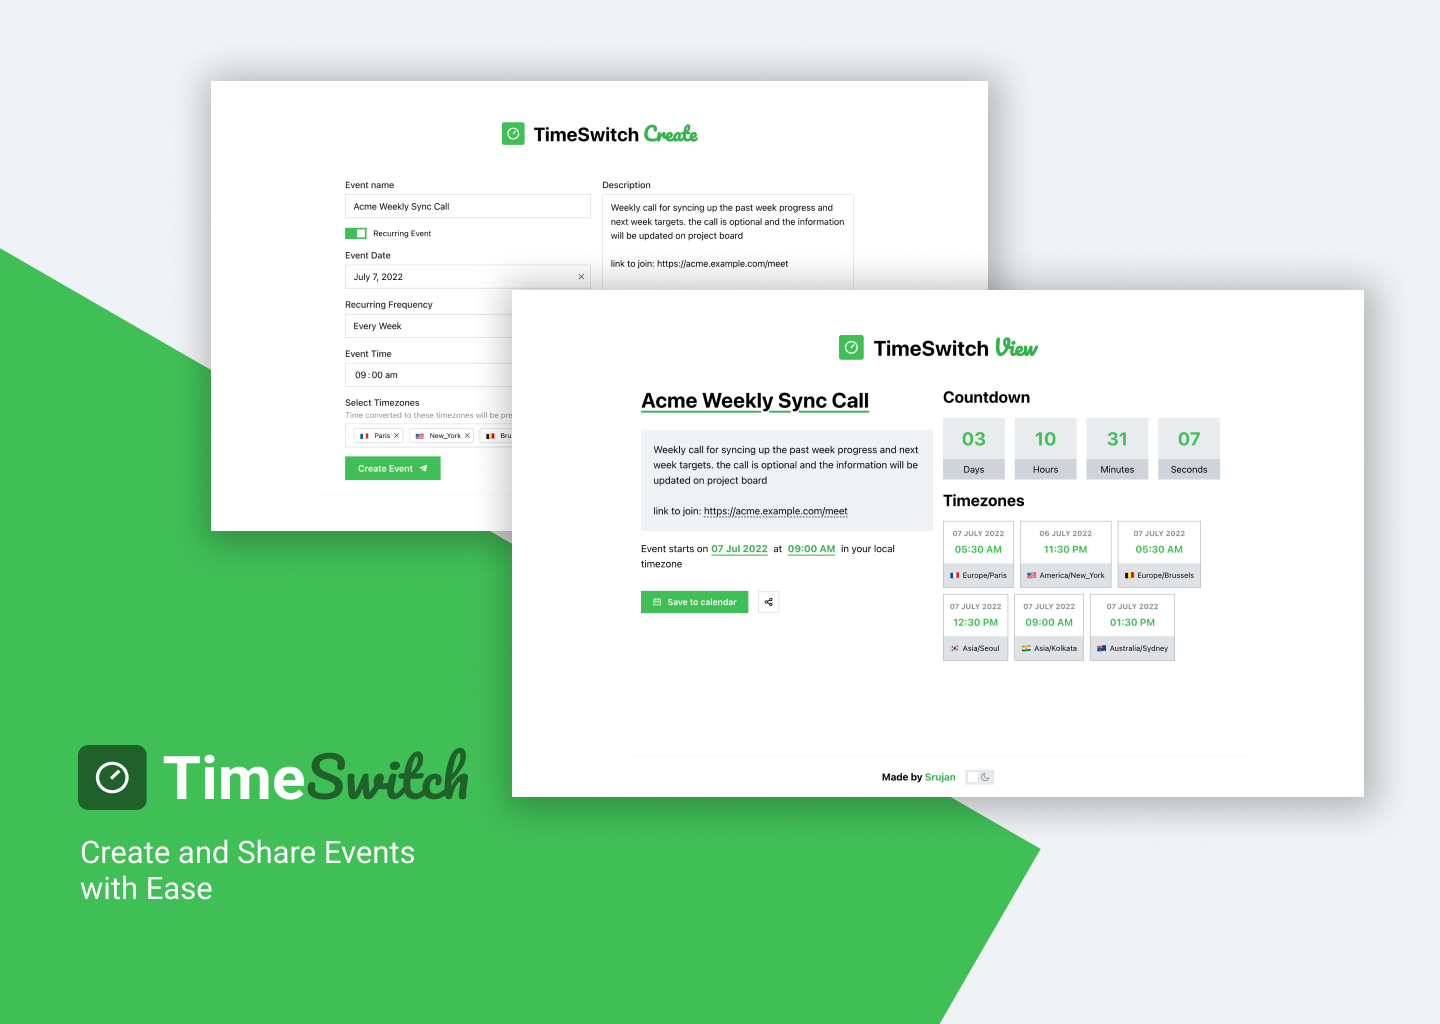 TimeSwitch Create
Event name
Acme Weekly Sync Call
Recurring Event
Event Date
July 7, 2022
Recurring Frequency
Every Week
Event Time
09:00 am
Select Timezones
Time converted to these timezones will be pre
Paris New_York Bru
Create Event
Description
Weekly call for syncing up the past week progress and
next week targets. the call is optional and the information
will be updated on project board
link to join: https://acme.example.com/meet
TimeSwitch View
Acme Weekly Sync Call
Weekly call for syncing up the past week progress and next
week targets. the call is optional and the information will be
updated on project board
link to join: https://acme.example.com/meet
Event starts on 07 Jul 2022 at 09:00 AM in your local
timezone
Save to calendar
Countdown
03 10 31 07
Days Hours Minutes Seconds
Timezones
07 JULY 2022 06 JULY 2022 07 JULY 2022
05:30 AM 11:30 PM 05:30 AM
Europe/Paris America/New_York Europe/Brussels
07 JULY 2022 07 JULY 2022 07 JULY 2022
12:30 PM 09:00 AM 01:30 PM
Asia/Seoul Asia/Kolkata Australia/Sydney
Made by Srujan
TimeSwitch
Create and Share Events
with Ease